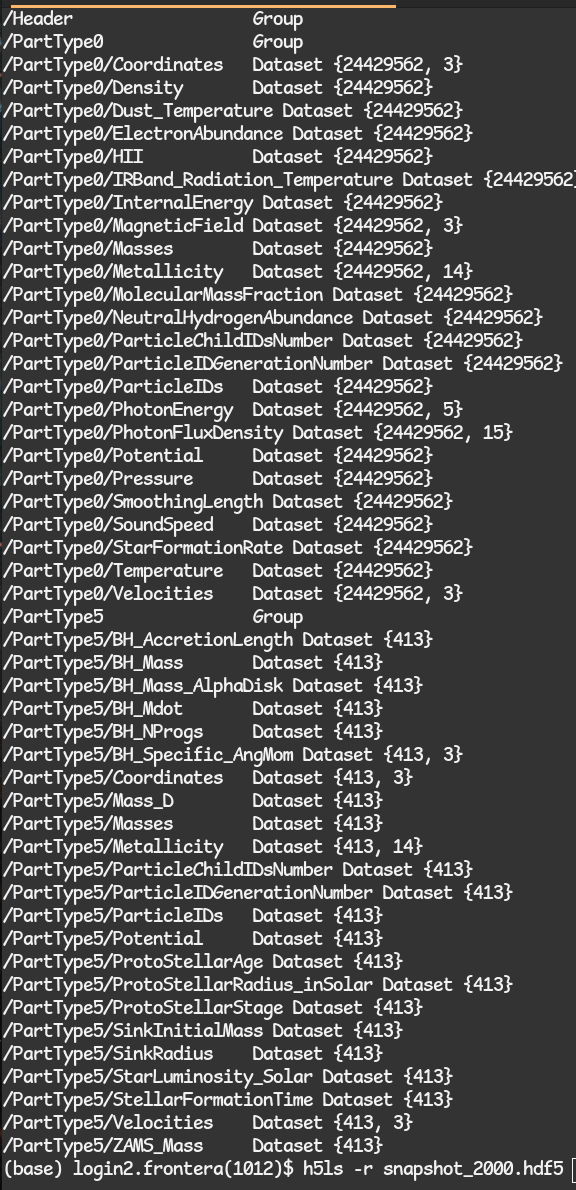 /Header Group
/PartType0 Group
/PartType0/Coordinates Dataset {24429562, 3}
/PartType0/Density Dataset {24429562}
/PartType0/Dust_Temperature Dataset {24429562}
/PartType0/ElectronAbundance Dataset {24429562}
/PartType0/HII Dataset {24429562}
/PartType0/IRBand_Radiation_Temperature Dataset {24429562}
/PartType0/InternalEnergy Dataset {24429562}
/PartType0/MagneticField Dataset {24429562, 3}
/PartType0/Masses Dataset {24429562}
/PartType0/Metallicity Dataset {24429562, 14}
/PartType0/MolecularMassFraction Dataset {24429562}
/PartType0/NeutralHydrogenAbundance Dataset {24429562}
/PartType0/ParticleChildIDsNumber Dataset {24429562}
/PartType0/ParticleIDGenerationNumber Dataset {24429562}
/PartType0/ParticleIDs Dataset {24429562}
/PartType0/PhotonEnergy Dataset {24429562, 5}
/PartType0/PhotonFluxDensity Dataset {24429562, 15}
/PartType0/Potential Dataset {24429562}
/PartType0/Pressure Dataset {24429562}
/PartType0/SmoothingLength Dataset {24429562}
/PartType0/SoundSpeed Dataset {24429562}
/PartType0/StarFormationRate Dataset {24429562}
/PartType0/Temperature Dataset {24429562}
/PartType0/Velocities Dataset {24429562, 3}
/PartType5 Group
/PartType5/BH_AccretionLength Dataset {413}
/PartType5/BH_Mass Dataset {413}
/PartType5/BH_Mass_AlphaDisk Dataset {413}
/PartType5/BH_Mdot Dataset {413}
/PartType5/BH_NProgs Dataset {413}
/PartType5/BH_Specific_AngMom Dataset {413, 3}
/PartType5/Coordinates Dataset {413, 3}
/PartType5/Mass_D Dataset {413}
/PartType5/Masses Dataset {413}
/PartType5/Metallicity Dataset {413, 14}
/PartType5/ParticleChildIDsNumber Dataset {413}
/PartType5/ParticleIDGenerationNumber Dataset {413}
/PartType5/ParticleIDs Dataset {413}
/PartType5/Potential Dataset {413}
/PartType5/ProtoStellarAge Dataset {413}
/PartType5/ProtoStellarRadius_inSolar Dataset {413}
/PartType5/ProtoStellarStage Dataset {413}
/PartType5/SinkInitialMass Dataset {413}
/PartType5/SinkRadius Dataset {413}
/PartType5/StarLuminosity_Solar Dataset {413}
/PartType5/StellarFormationTime Dataset {413}
/PartType5/Velocities Dataset {413, 3}
/PartType5/ZAMS_Mass Dataset {413}
(base) login2.frontera(1012)$ h5ls -r snapshot_2000.hdf5